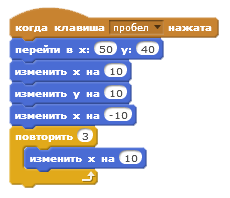 когда клавиша пробел нажата
перейти в x: 50 y: 40
изменить x на 10
изменить y на 10
изменить x на -10
повторить 3
изменить x на 10